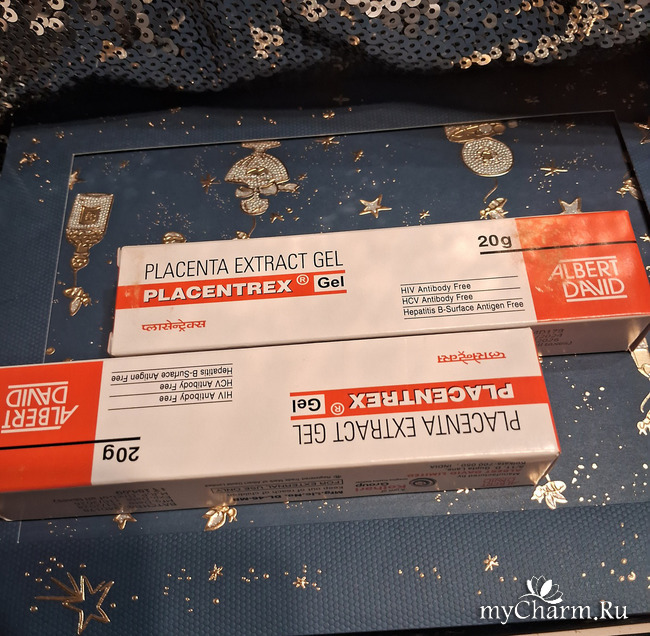 PLACENTA EXTRACT GEL
PLACENTREX® Gel
प्लासेन्ट्रेक्स
20g
HIV Antibody Free
HCV Antibody Free
Hepatitis B-Surface Antigen Free
ALBERT
DAVID
PLACENTA EXTRACT GEL
PLACENTREX® Gel
प्लासेन्ट्रेक्स
20g
HIV Antibody Free
HCV Antibody Free
Hepatitis B-Surface Antigen Free
ALBERT
DAVID
Group
myCharm.Ru